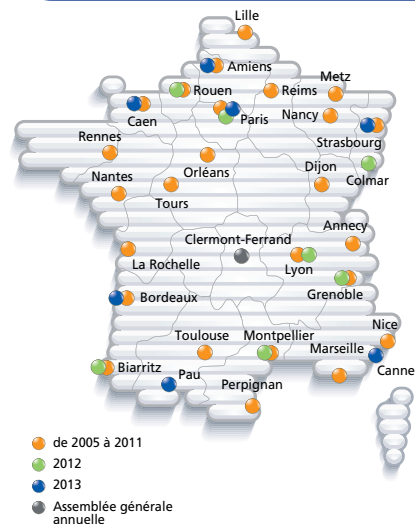 Lille
Amiens
Metz
Rouen
Reims
Caen
Paris
Nancy
Strasbourg
Rennes
Orléans
Dijon
Colmar
Nantes
Tours
Annecy
Clermont-Ferrand
La Rochelle
Lyon
Grenoble
Bordeaux
Nice
Toulouse
Montpellier
Marseille
Canne
Biarritz
Pau
Perpignan
de 2005 à 2011
2012
2013
Assemblée générale
annuelle